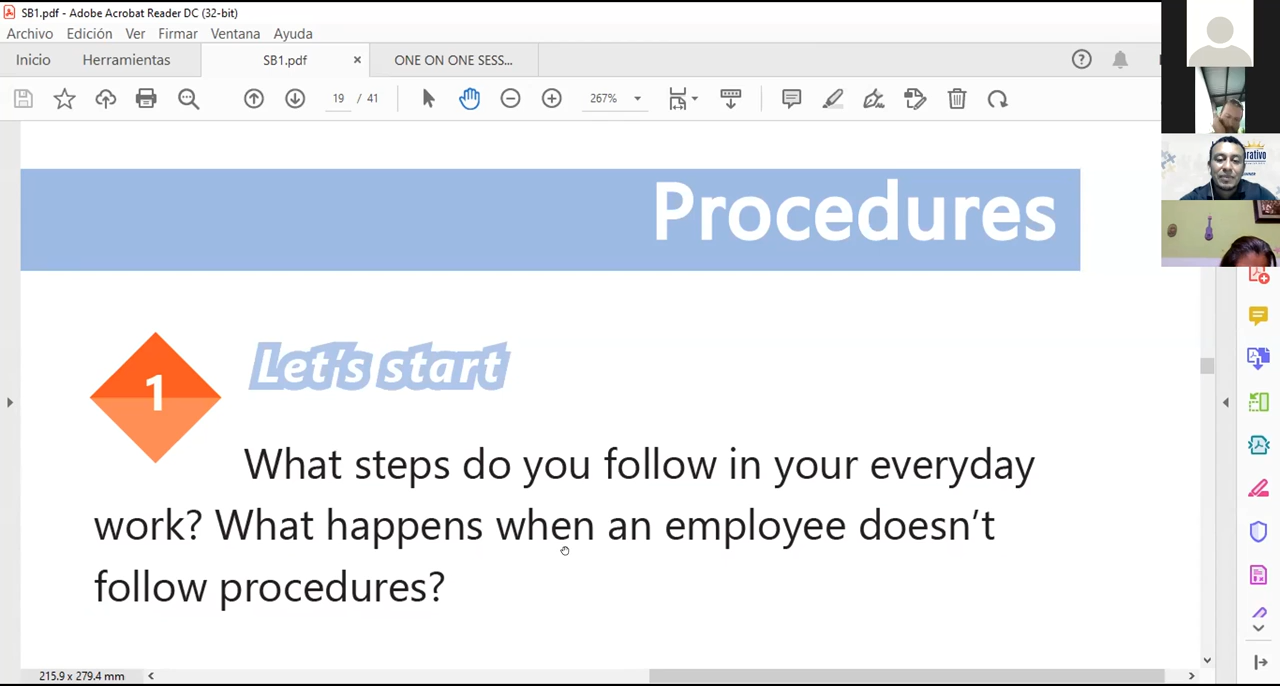 SB1.pdf - Adobe Acrobat Reader DC (32-bit)
Archivo Edición Ver Firmar Ventana Ayuda
Inicio Herramientas SB1.pdf × ONE ON ONE SESS...
19 / 41 267%
Procedures
1
Let's start
What steps do you follow in your everyday
work? What happens when an employee doesn't
follow procedures?
215.9 x 279.4 mm